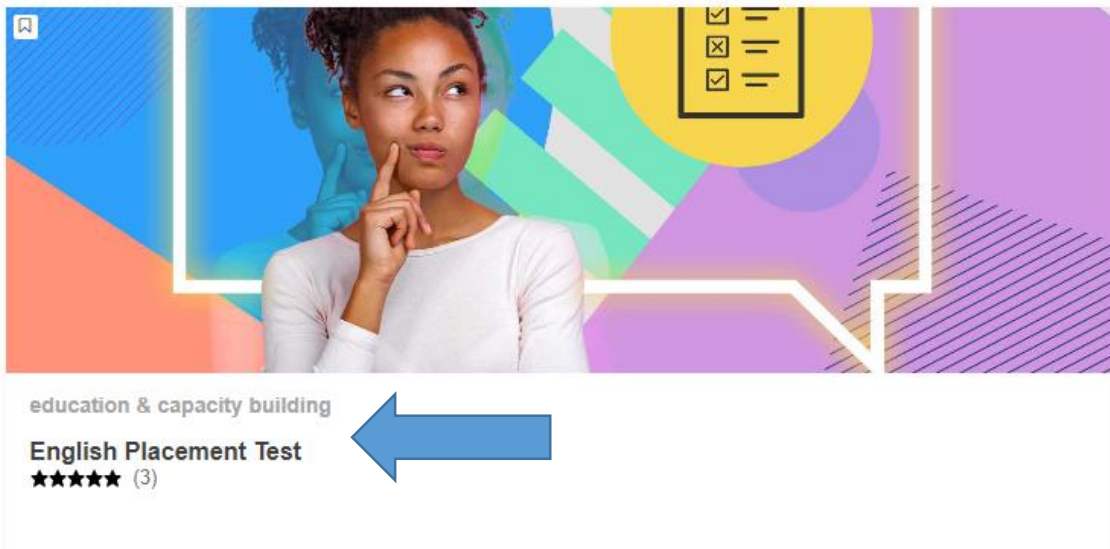 education & capacity building
English Placement Test
★★★★★ (3)